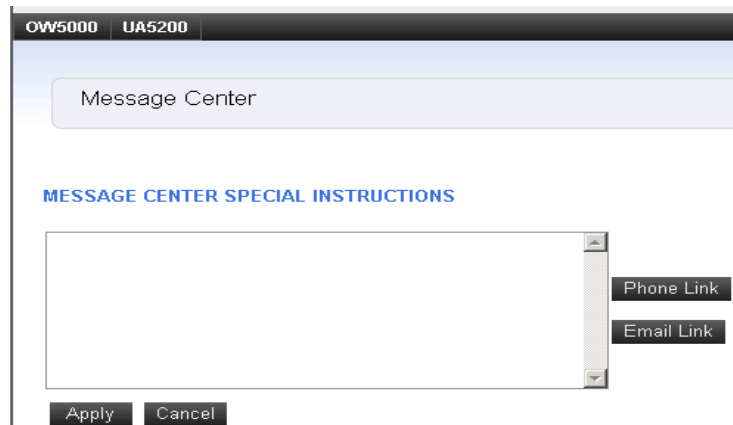 OW5000 UA5200
Message Center
MESSAGE CENTER SPECIAL INSTRUCTIONS
Phone Link
Email Link
Apply Cancel